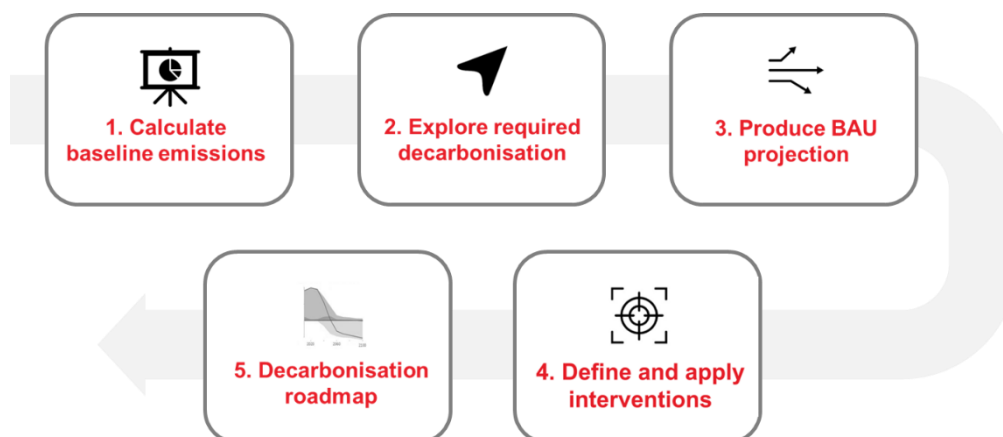 1. Calculate
baseline emissions
2. Explore required
decarbonisation
3. Produce BAU
projection
5. Decarbonisation
roadmap
4. Define and apply
interventions